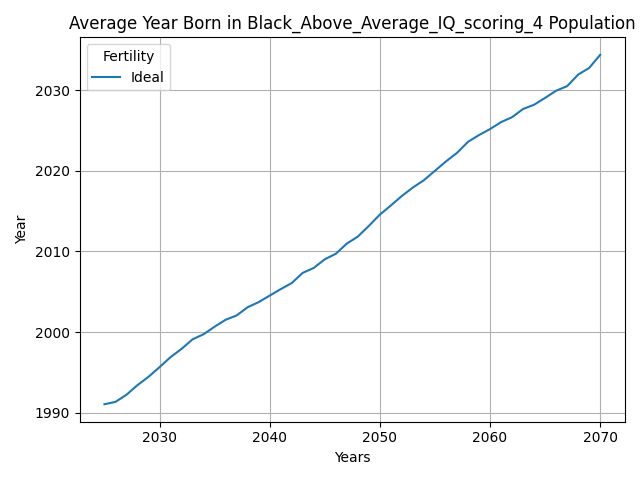 Average Year Born in Black_Above_Average_IQ_scoring_4 Population
Fertility
Ideal
Year
2030
2020
2010
2000
1990
2030 2040 2050 2060 2070
Years